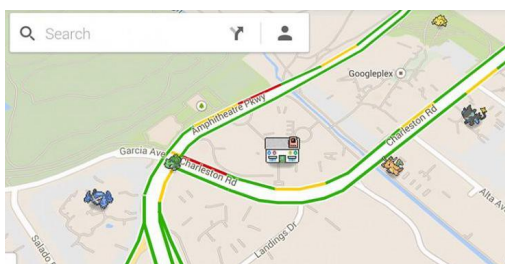 Search
Googleplex
Amphitheatre Pkwy
Charleston Rd
Garcia Ave
Charleston Rd
Alta Ave
Salado
Landings Dr